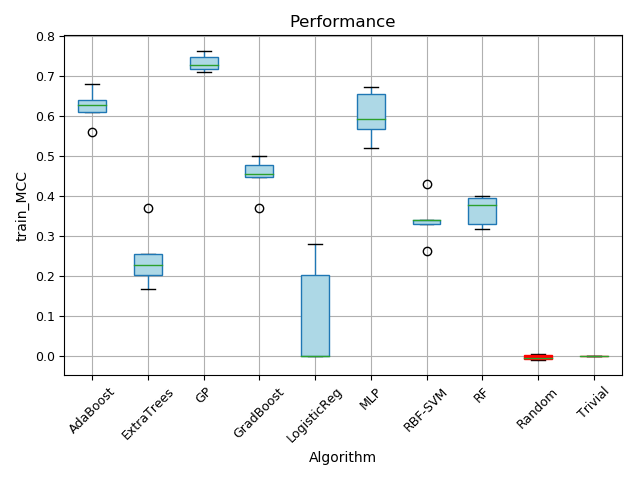 Performance
train_MCC
0.8
0.7
0.6
0.5
0.4
0.3
0.2
0.1
0.0
AdaBoost
ExtraTrees
GP
GradBoost
LogisticReg
MLP
RBF-SVM
RF
Random
Trivial
Algorithm